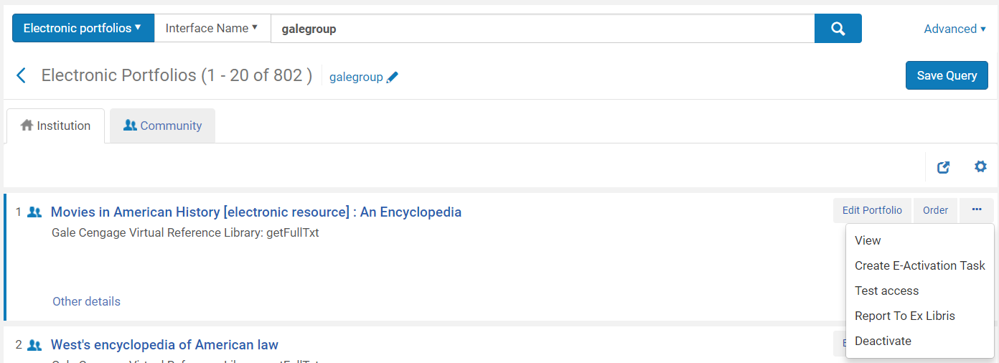 Electronic portfolios Interface Name galegroup Advanced
Electronic Portfolios (1 - 20 of 802 ) galegroup Save Query
Institution Community
1 Movies in American History [electronic resource] : An Encyclopedia Edit Portfolio Order ...
Gale Cengage Virtual Reference Library: getFullTxt
View
Create E-Activation Task
Test access
Other details
Report To Ex Libris
2 West's encyclopedia of American law
Deactivate